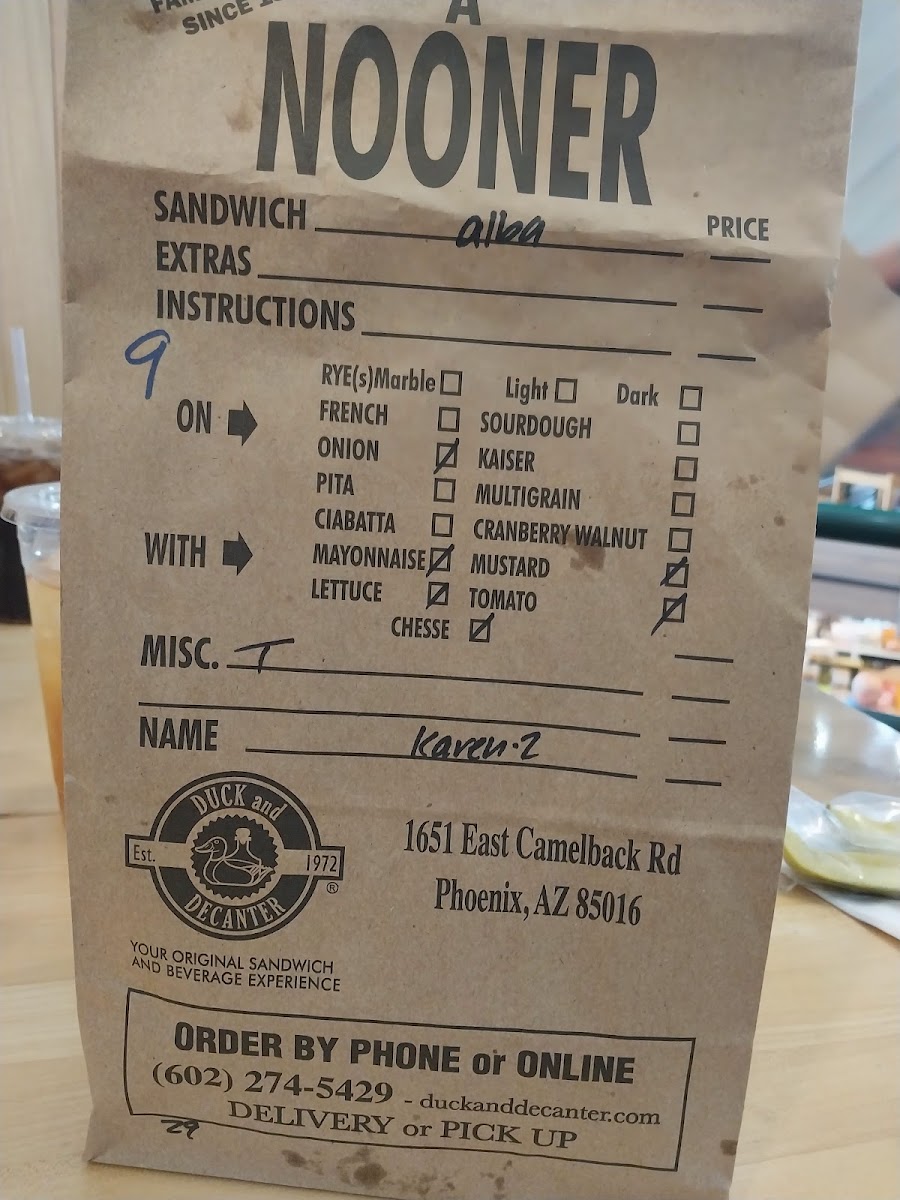 SINCE
A
NOONER
SANDWICH alba PRICE
EXTRAS
INSTRUCTIONS
9
RYE(s)Marble Light Dark
ON FRENCH SOURDOUGH
ONION KAISER
PITA MULTIGRAIN
CIABATTA CRANBERRY WALNUT
WITH MAYONNAISE MUSTARD
LETTUCE TOMATO
CHESSE
MISC. T
NAME Karen·2
DUCK and
Est. 1972
®
DECANTER
1651 East Camelback Rd
Phoenix, AZ 85016
YOUR ORIGINAL SANDWICH
AND BEVERAGE EXPERIENCE
ORDER BY PHONE or ONLINE
(602) 274-5429 - duckanddecanter.com
DELIVERY or PICK UP
29